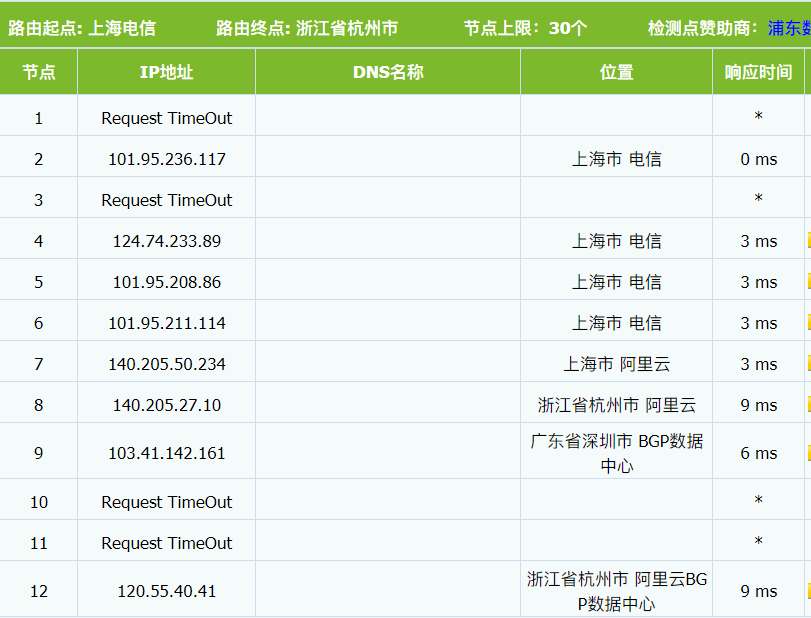 路由起点: 上海电信 路由终点: 浙江省杭州市 节点上限：30个 检测点赞助商： 浦东数
节点 IP地址 DNS名称 位置 响应时间
1 Request TimeOut *
2 101.95.236.117 上海市 电信 0 ms
3 Request TimeOut *
4 124.74.233.89 上海市 电信 3 ms
5 101.95.208.86 上海市 电信 3 ms
6 101.95.211.114 上海市 电信 3 ms
7 140.205.50.234 上海市 阿里云 3 ms
8 140.205.27.10 浙江省杭州市 阿里云 9 ms
9 103.41.142.161 广东省深圳市 BGP数据 6 ms
中心
10 Request TimeOut *
11 Request TimeOut *
12 120.55.40.41 浙江省杭州市 阿里云BG 9 ms
P数据中心